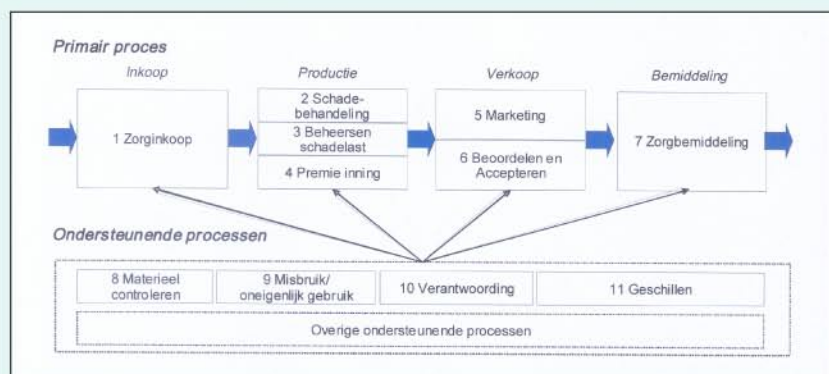 Primair proces
Inkoop
Productie
Verkoop
Bemiddeling
1 Zorginkoop
2 Schade-
behandeling
3 Beheersen
schadelast
4 Premie inning
5 Marketing
6 Beoordelen en
Accepteren
7 Zorgbemiddeling
Ondersteunende processen
8 Materieel
controleren
9 Misbruik/
oneigenlijk gebruik
10 Verantwoording
11 Geschillen
Overige ondersteunende processen